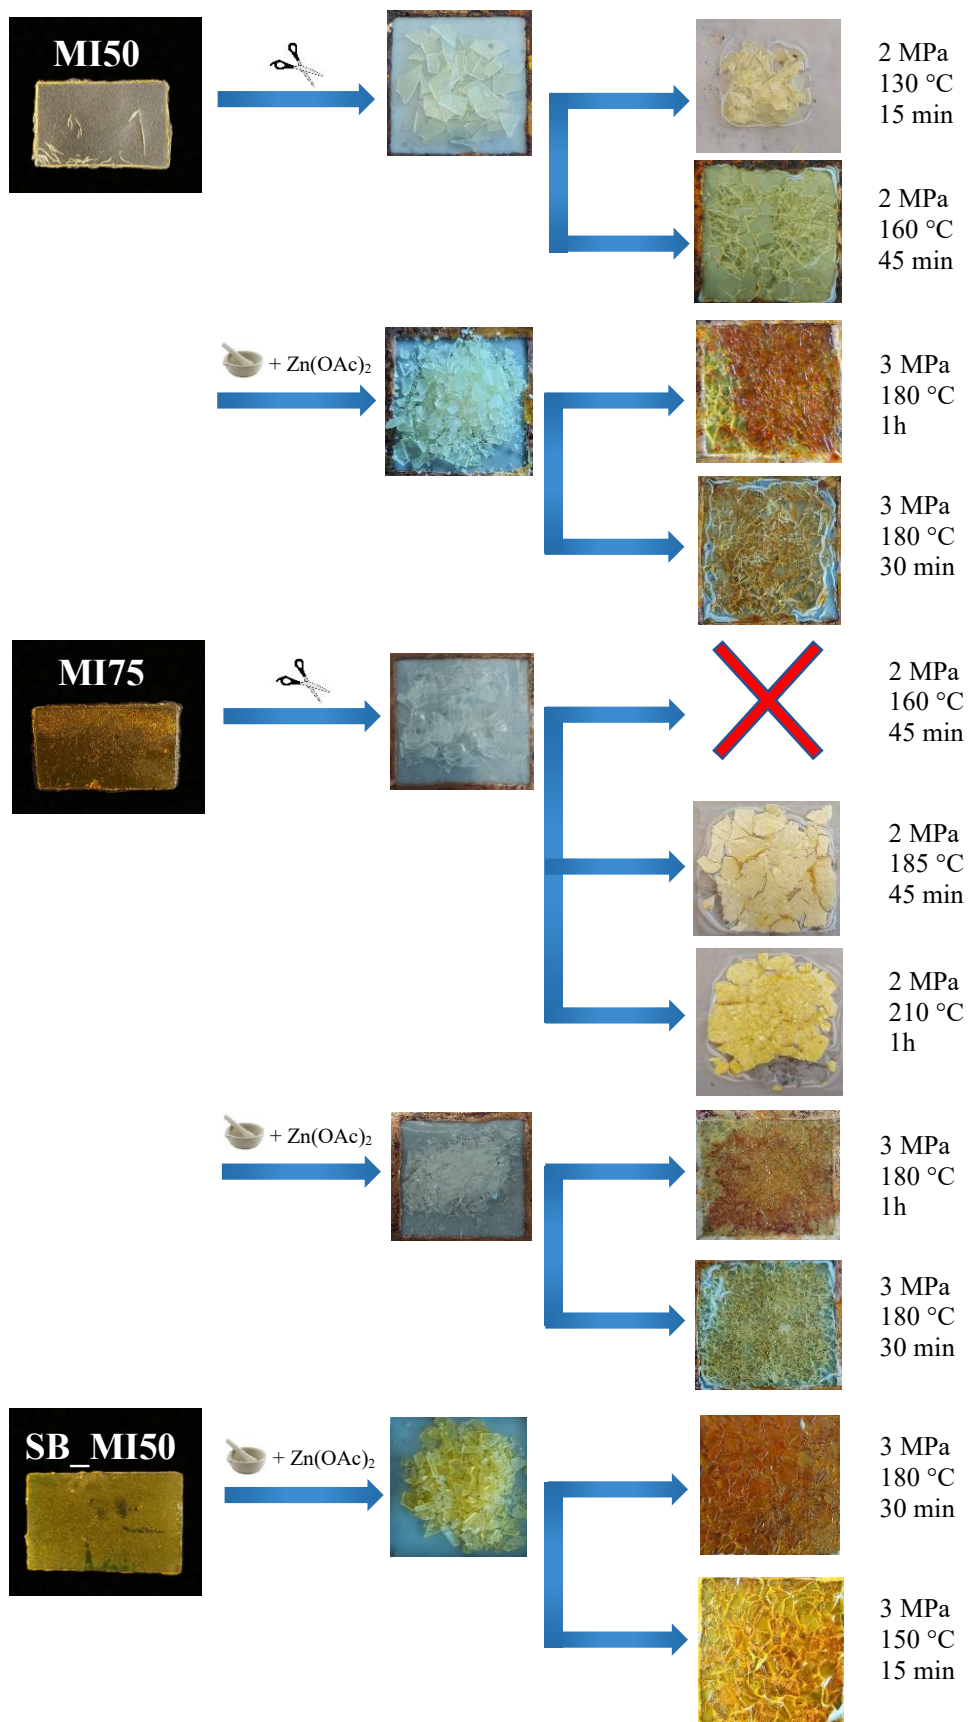 MI50
2 MPa
130 °C
15 min
2 MPa
160 °C
45 min
+ Zn(OAc)₂
3 MPa
180 °C
1h
3 MPa
180 °C
30 min
MI75
2 MPa
160 °C
45 min
2 MPa
185 °C
45 min
2 MPa
210 °C
1h
+ Zn(OAc)₂
3 MPa
180 °C
1h
3 MPa
180 °C
30 min
SB_MI50
+ Zn(OAc)₂
3 MPa
180 °C
30 min
3 MPa
150 °C
15 min